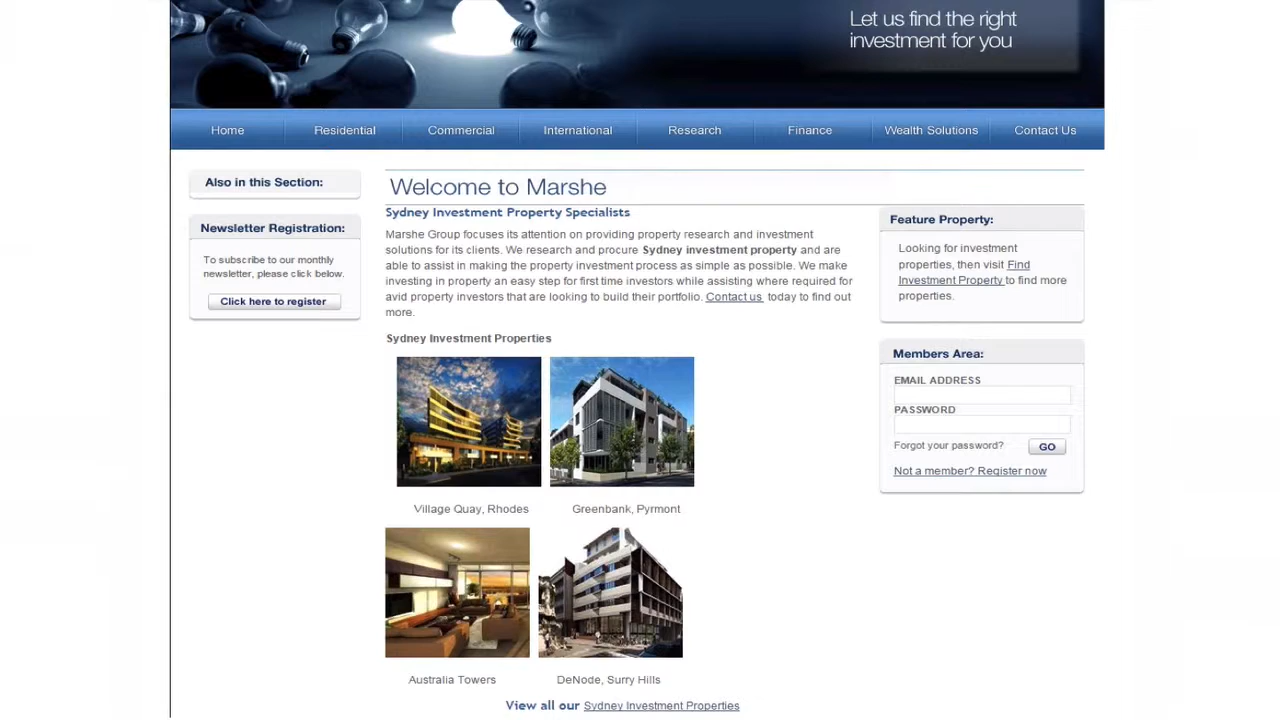 Let us find the right
investment for you
Home Residential Commercial International Research Finance Wealth Solutions Contact Us
Also in this Section:
Newsletter Registration:
To subscribe to our monthly
newsletter, please click below.
Click here to register
Welcome to Marshe
Sydney Investment Property Specialists
Marshe Group focuses its attention on providing property research and investment
solutions for its clients. We research and procure Sydney investment property and are
able to assist in making the property investment process as simple as possible. We make
investing in property an easy step for first time investors while assisting where required for
avid property investors that are looking to build their portfolio. Contact us today to find out
more.
Sydney Investment Properties
Village Quay, Rhodes Greenbank, Pyrmont
Australia Towers DeNode, Surry Hills
View all our Sydney Investment Properties
Feature Property:
Looking for investment
properties, then visit Find
Investment Property to find more
properties.
Members Area:
EMAIL ADDRESS
PASSWORD
Forgot your password? GO
Not a member? Register now